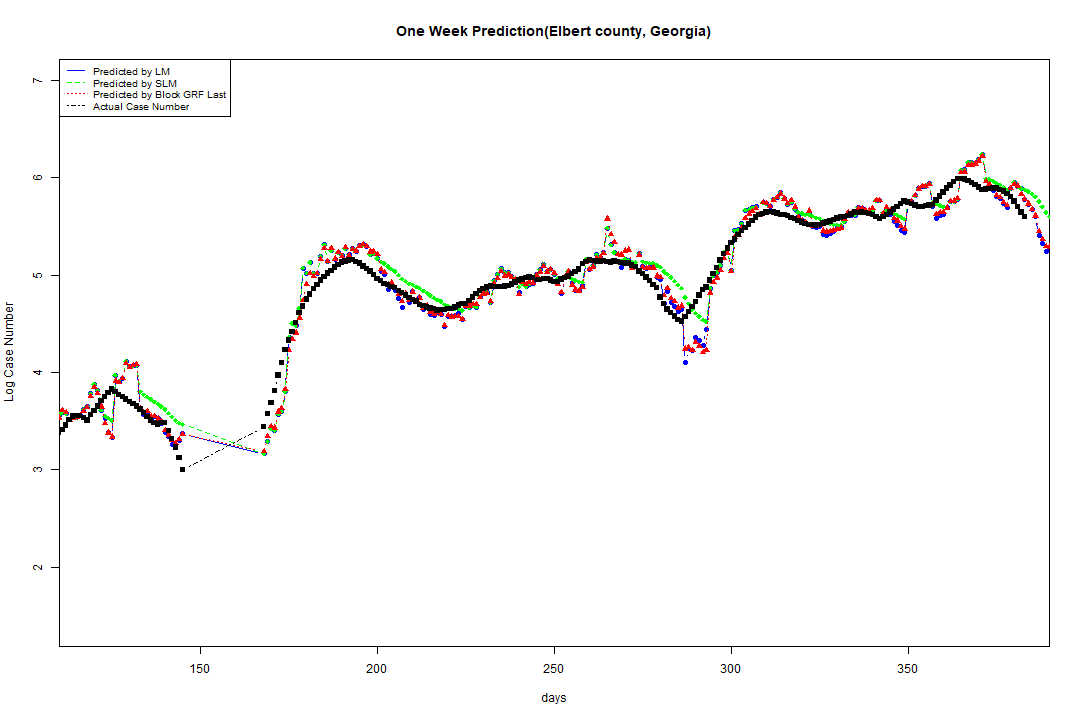 One Week Prediction(Elbert county, Georgia)
Predicted by LM
Predicted by SLM
Predicted by Block GRF Last
Actual Case Number
Log Case Number
7
6
5
4
3
2
150
200
250
300
350
days